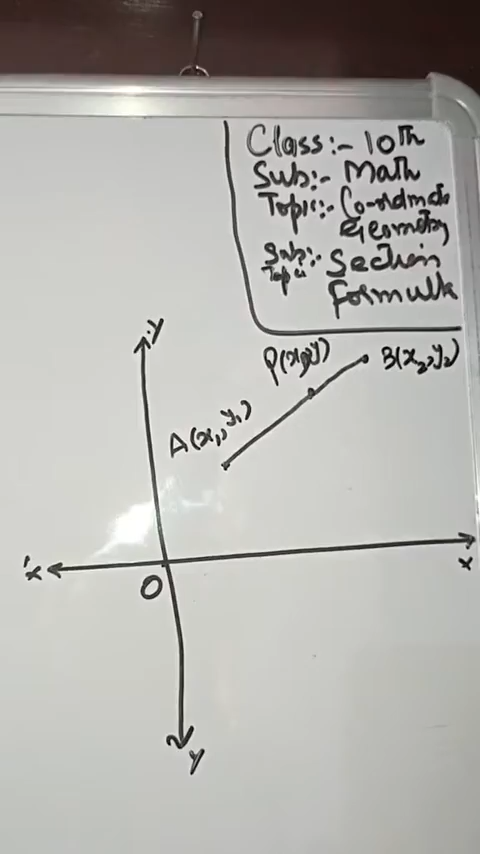 Class:- 10th
Sub:- Math
Topic:- Co-ordinate
Geometry
Sub Topic:- Section
Formula
y
P(x,y)
B(x₂,y₂)
A(x₁,y₁)
x'
x
O
y